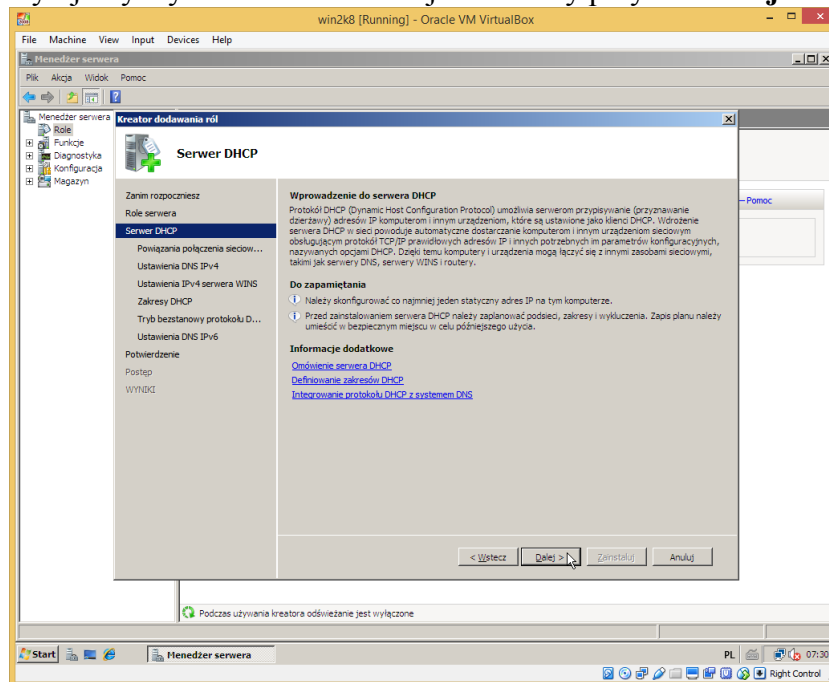 win2k8 [Running] - Oracle VM VirtualBox
File Machine View Input Devices Help
Menedżer serwera
Plik Akcja Widok Pomoc
Menedżer serwera
Role
Funkcje
Diagnostyka
Konfiguracja
Magazyn
Kreator dodawania ról
Serwer DHCP
Zanim rozpoczniesz
Role serwera
Serwer DHCP
Powiązania połączenia sieciow...
Ustawienia DNS IPv4
Ustawienia IPv4 serwera WINS
Zakresy DHCP
Tryb bezstanowy protokołu D...
Ustawienia DNS IPv6
Potwierdzenie
Postęp
WYNIKI
Wprowadzenie do serwera DHCP
Protokół DHCP (Dynamic Host Configuration Protocol) umożliwia serwerom przypisywanie (przyznawanie
dzierżawy) adresów IP komputerom i innym urządzeniom, które są ustawione jako klienci DHCP. Wdrożenie
serwera DHCP w sieci powoduje automatyczne dostarczanie komputerom i innym urządzeniom sieciowym
obsługującym protokół TCP/IP prawidłowych adresów IP i innych potrzebnych im parametrów konfiguracyjnych,
nazywanych opcjami DHCP. Dzięki temu komputery i urządzenia mogą łączyć się z innymi zasobami sieciowymi,
takimi jak serwery DNS, serwery WINS i routery.
Do zapamiętania
Należy skonfigurować co najmniej jeden statyczny adres IP na tym komputerze.
Przed zainstalowaniem serwera DHCP należy zaplanować podsieci, zakresy i wykluczenia. Zapis planu należy
umieścić w bezpiecznym miejscu w celu późniejszego użycia.
Informacje dodatkowe
Omówienie serwera DHCP
Definiowanie zakresów DHCP
Integrowanie protokołu DHCP z systemem DNS
< Wstecz Dalej > Zainstaluj Anuluj
Pomoc
Podczas używania kreatora odświeżanie jest wyłączone
Start Menedżer serwera PL 07:30
Right Control